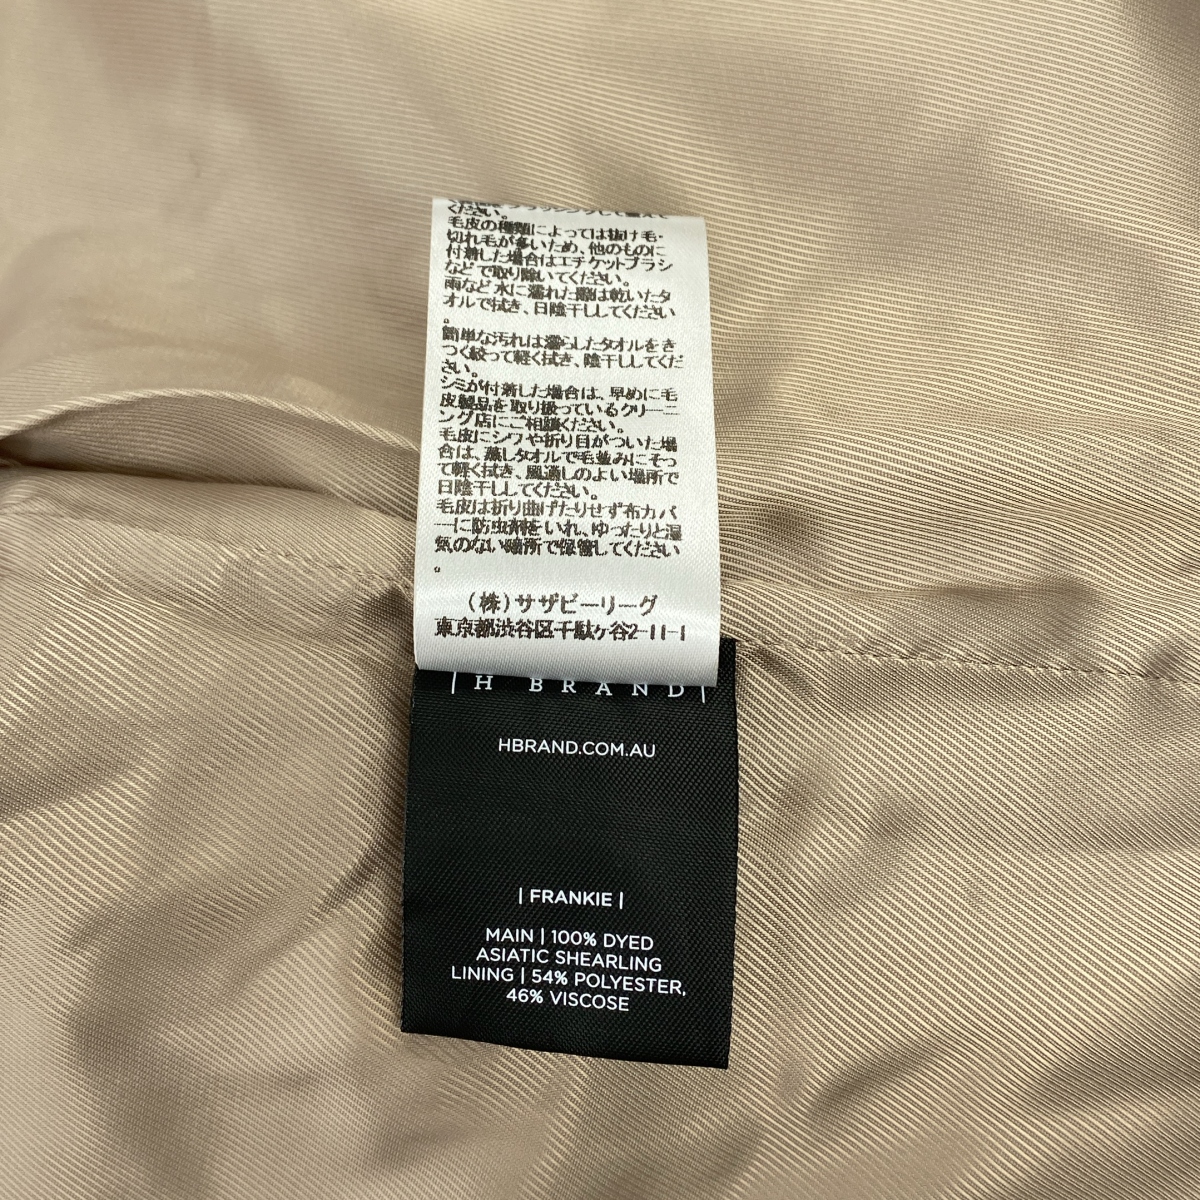 ください。
毛皮の種類によっては抜け毛・
切れ毛が多いため、他のものに
付着した場合はエチケットブラシ
などで取り除いてください。
雨など水に濡れた際は乾いたタ
オルで拭き、日陰干ししてください
。
簡単な汚れは濡らしたタオルをき
つく絞って軽く拭き、陰干ししてくだ
さい。
シミが付着した場合は、早めに毛
皮製品を取り扱っているクリーニ
ング店にご相談ください。
毛皮にシワや折り目がついた場
合は、蒸しタオルで毛並みにそっ
て軽く拭き、風通しのよい場所で
日陰干ししてください。
毛皮は折り曲げたりせず布カバ
ーに防虫剤をいれ、ゆったりと湿
気のない場所で保管してください
。
（株）サザビーリーグ
東京都渋谷区千駄ヶ谷2-11-1
| H BRAND |
HBRAND.COM.AU
| FRANKIE |
MAIN | 100% DYED
ASIATIC SHEARLING
LINING | 54% POLYESTER,
46% VISCOSE